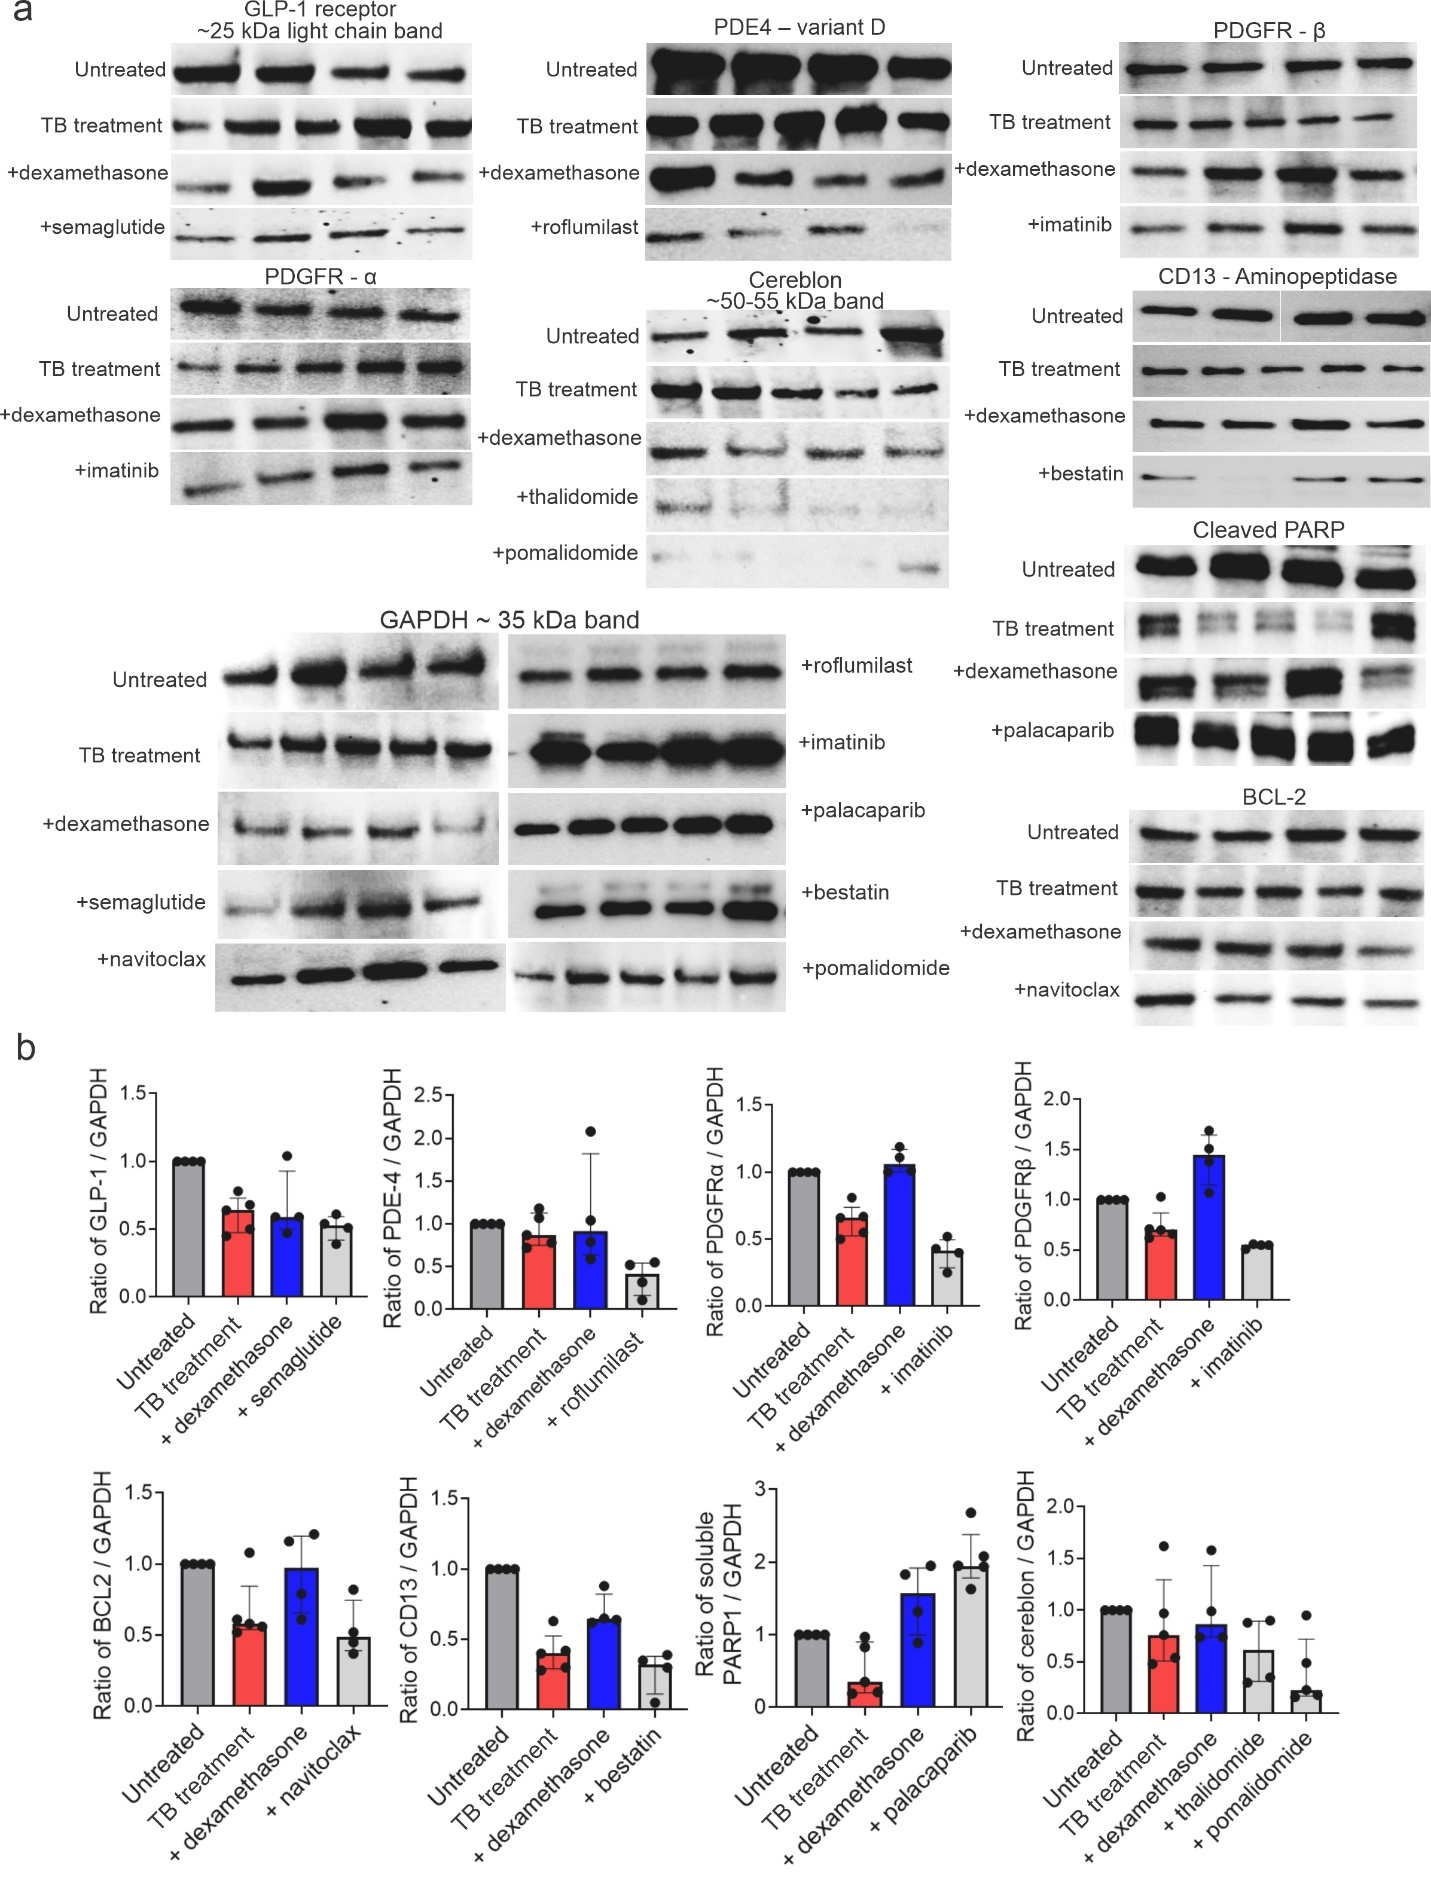 a
GLP-1 receptor
~25 kDa light chain band
Untreated
TB treatment
+dexamethasone
+semaglutide
PDE4 – variant D
Untreated
TB treatment
+dexamethasone
+roflumilast
PDGFR - β
Untreated
TB treatment
+dexamethasone
+imatinib
PDGFR - α
Untreated
TB treatment
+dexamethasone
+imatinib
Cereblon
~50-55 kDa band
Untreated
TB treatment
+dexamethasone
+thalidomide
+pomalidomide
CD13 - Aminopeptidase
Untreated
TB treatment
+dexamethasone
+bestatin
Cleaved PARP
Untreated
TB treatment
+dexamethasone
+palacaparib
GAPDH ~ 35 kDa band
Untreated
TB treatment
+dexamethasone
+semaglutide
+navitoclax
+roflumilast
+imatinib
+palacaparib
+bestatin
+pomalidomide
BCL-2
Untreated
TB treatment
+dexamethasone
+navitoclax
b
Ratio of GLP-1 / GAPDH
1.5
1.0
0.5
0.0
Untreated
TB treatment
+ dexamethasone
+ semaglutide
Ratio of PDE-4 / GAPDH
2.5
2.0
1.5
1.0
0.5
0.0
Untreated
TB treatment
+ dexamethasone
+ roflumilast
Ratio of PDGFRα / GAPDH
1.5
1.0
0.5
0.0
Untreated
TB treatment
+ dexamethasone
+ imatinib
Ratio of PDGFRβ / GAPDH
2.0
1.5
1.0
0.5
0.0
Untreated
TB treatment
+ dexamethasone
+ imatinib
Ratio of BCL2 / GAPDH
1.5
1.0
0.5
0.0
Untreated
TB treatment
+ dexamethasone
+ navitoclax
Ratio of CD13 / GAPDH
1.5
1.0
0.5
0.0
Untreated
TB treatment
+ dexamethasone
+ bestatin
Ratio of soluble
PARP1 / GAPDH
3
2
1
0
Untreated
TB treatment
+ dexamethasone
+ palacaparib
Ratio of cereblon / GAPDH
2.0
1.5
1.0
0.5
0.0
Untreated
TB treatment
+ dexamethasone
+ thalidomide
+ pomalidomide